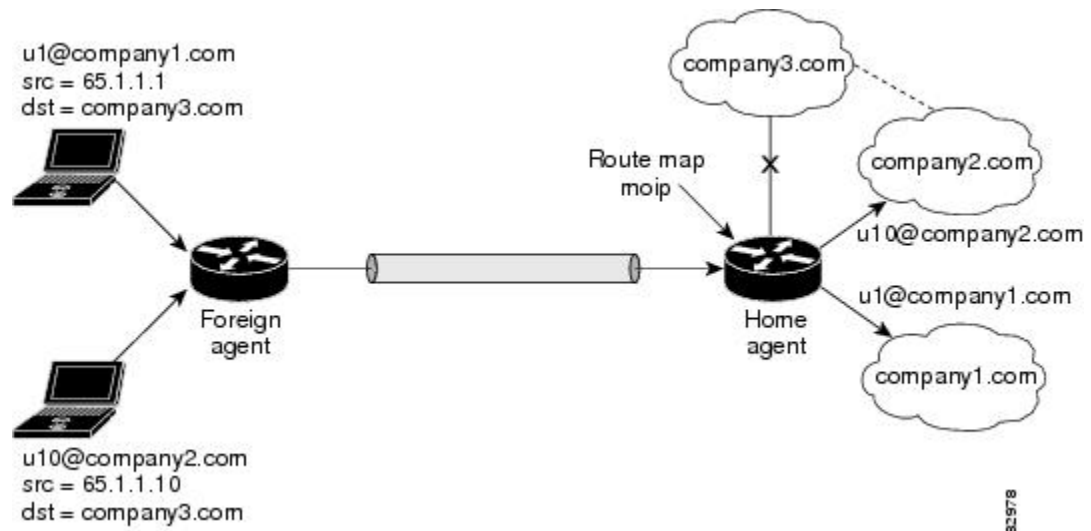 u1@company1.com
src = 65.1.1.1
dst = company3.com
company3.com
company2.com
Route map
moip
u10@company2.com
u1@company1.com
Foreign
agent
Home
agent
company1.com
u10@company2.com
src = 65.1.1.10
dst = company3.com
82978